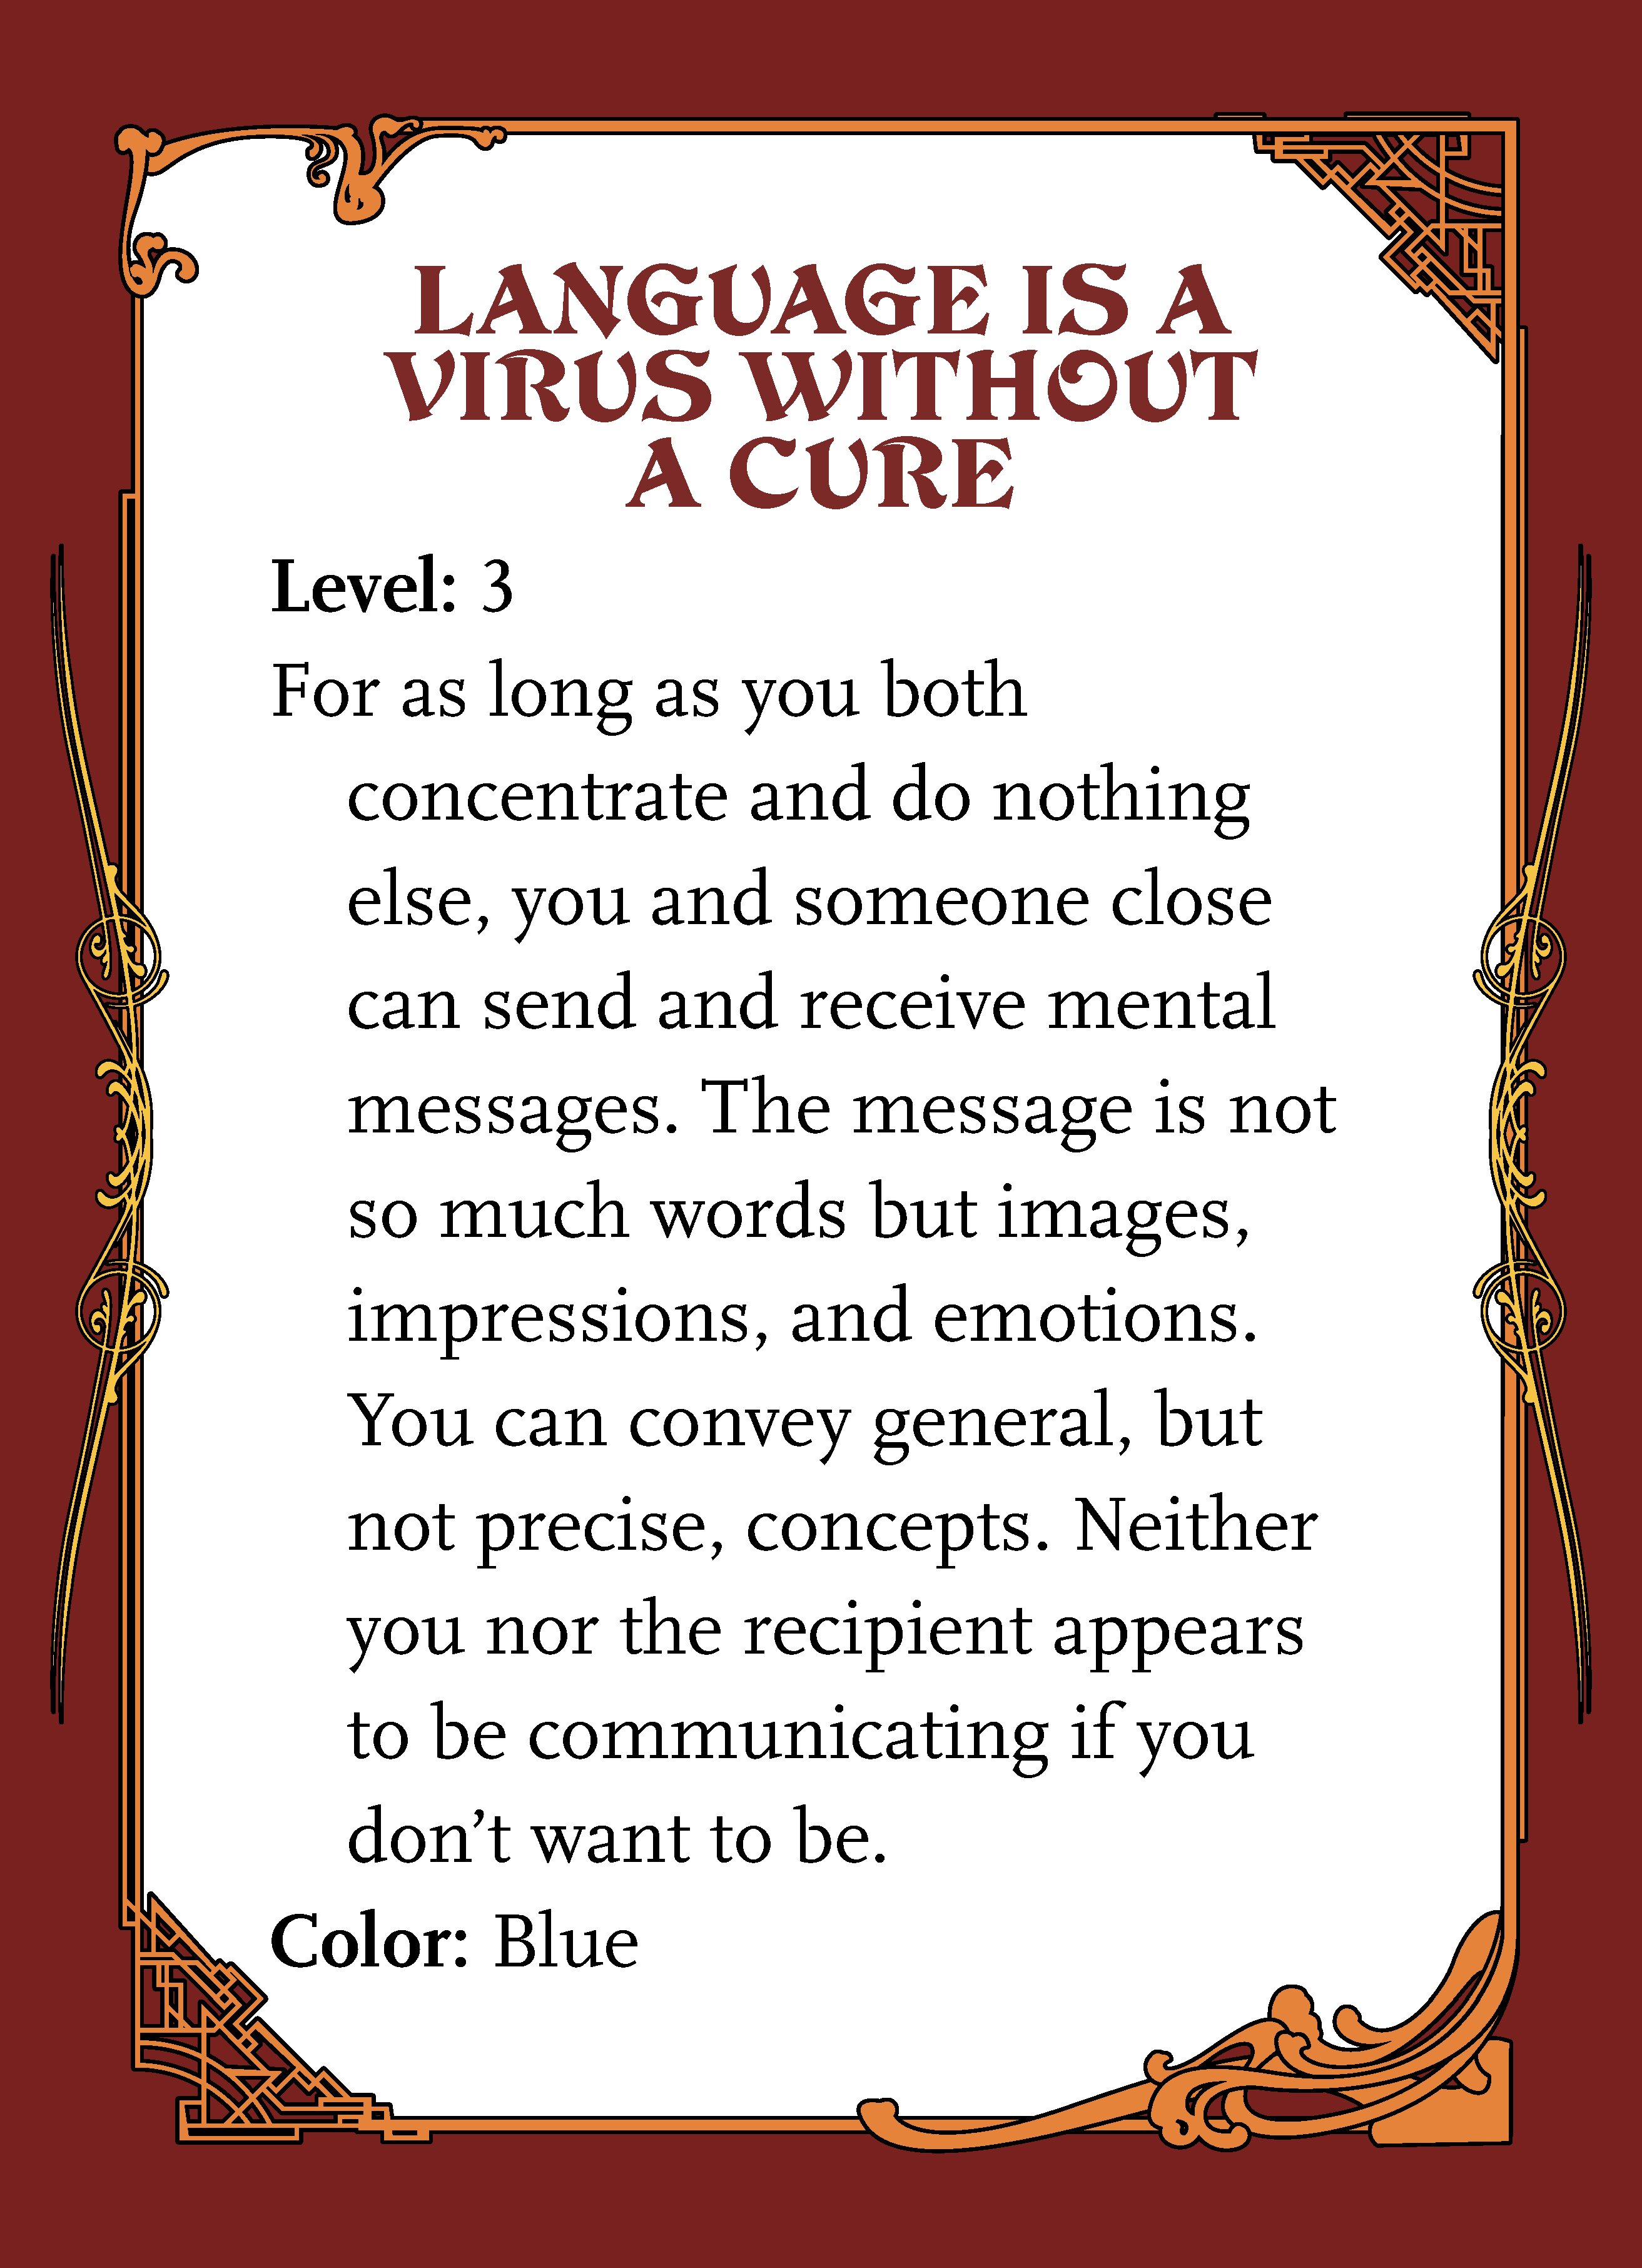 LANGUAGE IS A
VIRUS WITHOUT
A CURE
Level: 3
For as long as you both
concentrate and do nothing
else, you and someone close
can send and receive mental
messages. The message is not
so much words but images,
impressions, and emotions.
You can convey general, but
not precise, concepts. Neither
you nor the recipient appears
to be communicating if you
don’t want to be.
Color: Blue